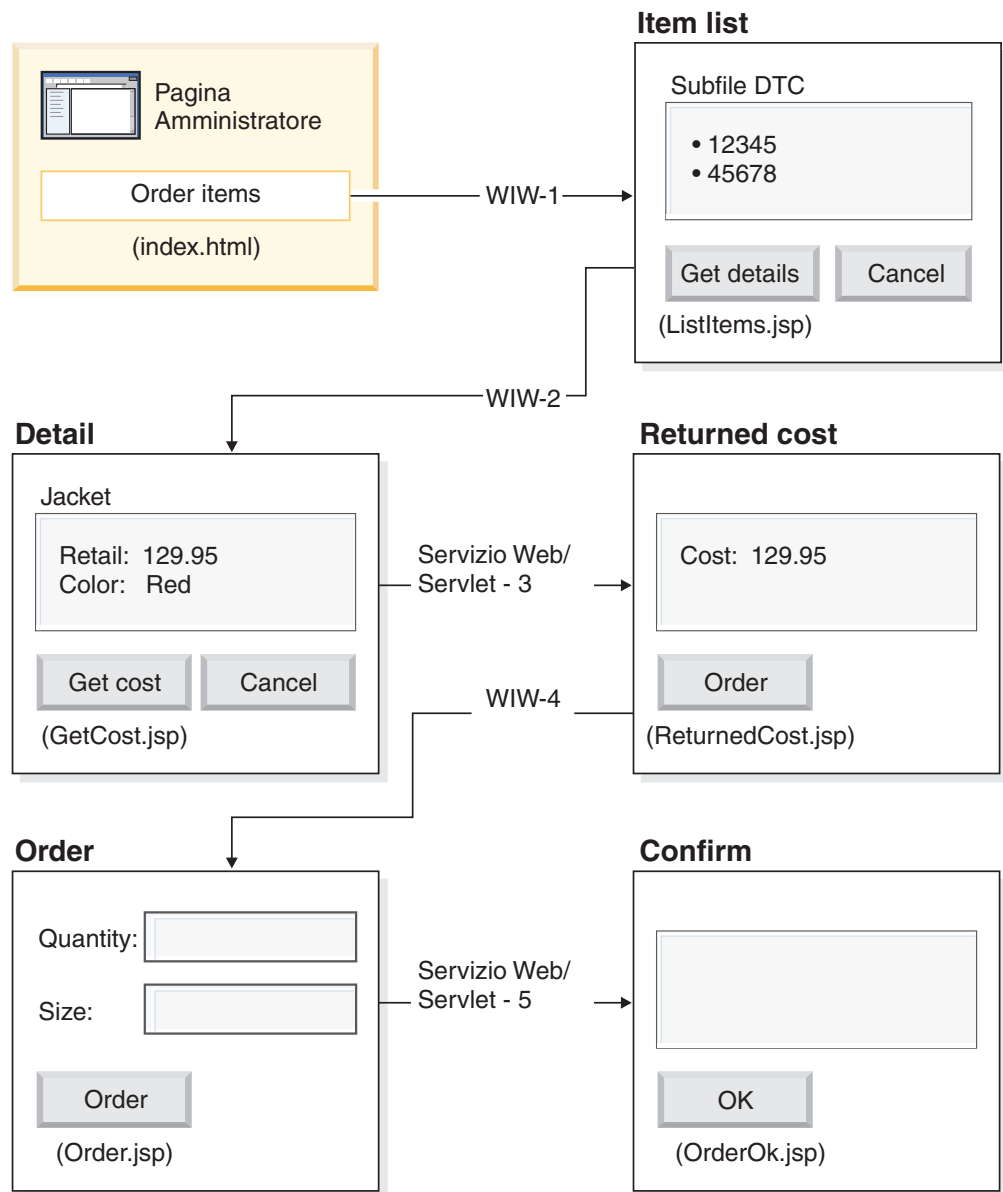 Item list
Pagina
Amministratore
Order items
(index.html)
WIW-1
Subfile DTC
• 12345
• 45678
Get details
Cancel
(ListItems.jsp)
WIW-2
Detail
Jacket
Retail: 129.95
Color: Red
Get cost
Cancel
(GetCost.jsp)
Servizio Web/
Servlet - 3
Returned cost
Cost: 129.95
Order
(ReturnedCost.jsp)
WIW-4
Order
Quantity:
Size:
Order
(Order.jsp)
Servizio Web/
Servlet - 5
Confirm
OK
(OrderOk.jsp)